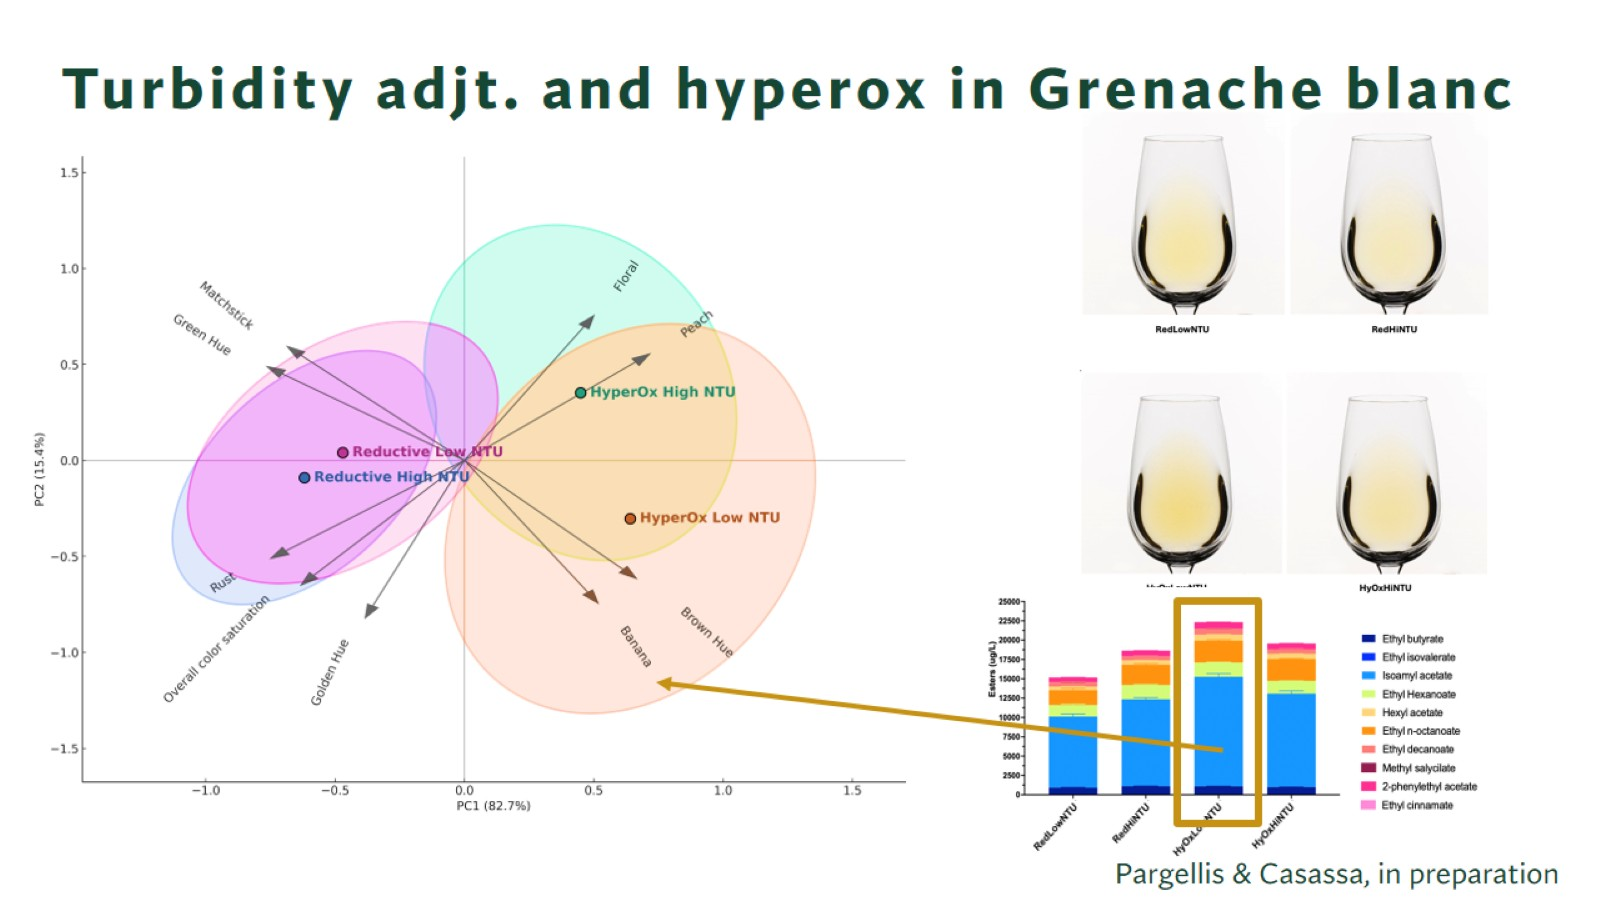 Turbidity adjt. and hyperox in Grenache blanc
1.5
1.0
0.5
0.0
−0.5
−1.0
−1.5
PC2 (15.4%)
−1.0
−0.5
0.0
0.5
1.0
1.5
PC1 (82.7%)
Matchstick
Green Hue
Floral
Peach
HyperOx High NTU
Reductive Low NTU
Reductive High NTU
HyperOx Low NTU
Rust
Overall color saturation
Golden Hue
Banana
Brown Hue
RedLowNTU
RedHiNTU
HyOxLowNTU
HyOxHiNTU
Esters (ug/L)
25000
22500
20000
17500
15000
12500
10000
7500
5000
2500
0
RedLowNTU
RedHiNTU
HyOxLowNTU
HyOxHiNTU
Ethyl butyrate
Ethyl isovalerate
Isoamyl acetate
Ethyl Hexanoate
Hexyl acetate
Ethyl n-octanoate
Ethyl decanoate
Methyl salycilate
2-phenylethyl acetate
Ethyl cinnamate
Pargellis & Casassa, in preparation